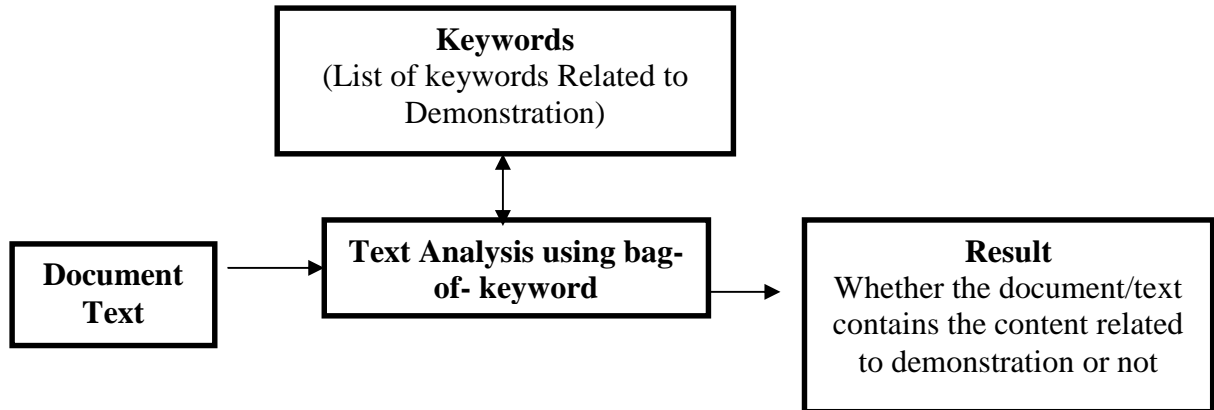 Keywords
(List of keywords Related to
Demonstration)
Document
Text
Text Analysis using bag-
of- keyword
Result
Whether the document/text
contains the content related
to demonstration or not